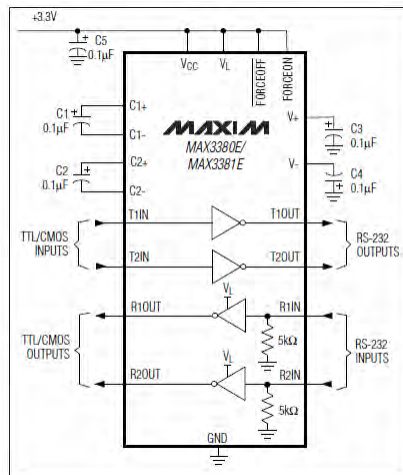 +3.3V
C5
0.1µF
VCC
VL
FORCEOFF
FORCEON
C1
0.1µF
C1+
C1-
MAXIM
MAX3380E/
MAX3381E
V+
C3
0.1µF
C2
0.1µF
C2+
C2-
V-
C4
0.1µF
TTL/CMOS
INPUTS
T1IN
T1OUT
T2IN
T2OUT
RS-232
OUTPUTS
TTL/CMOS
OUTPUTS
R1OUT
VL
R1IN
5kΩ
R2OUT
VL
R2IN
5kΩ
RS-232
INPUTS
GND